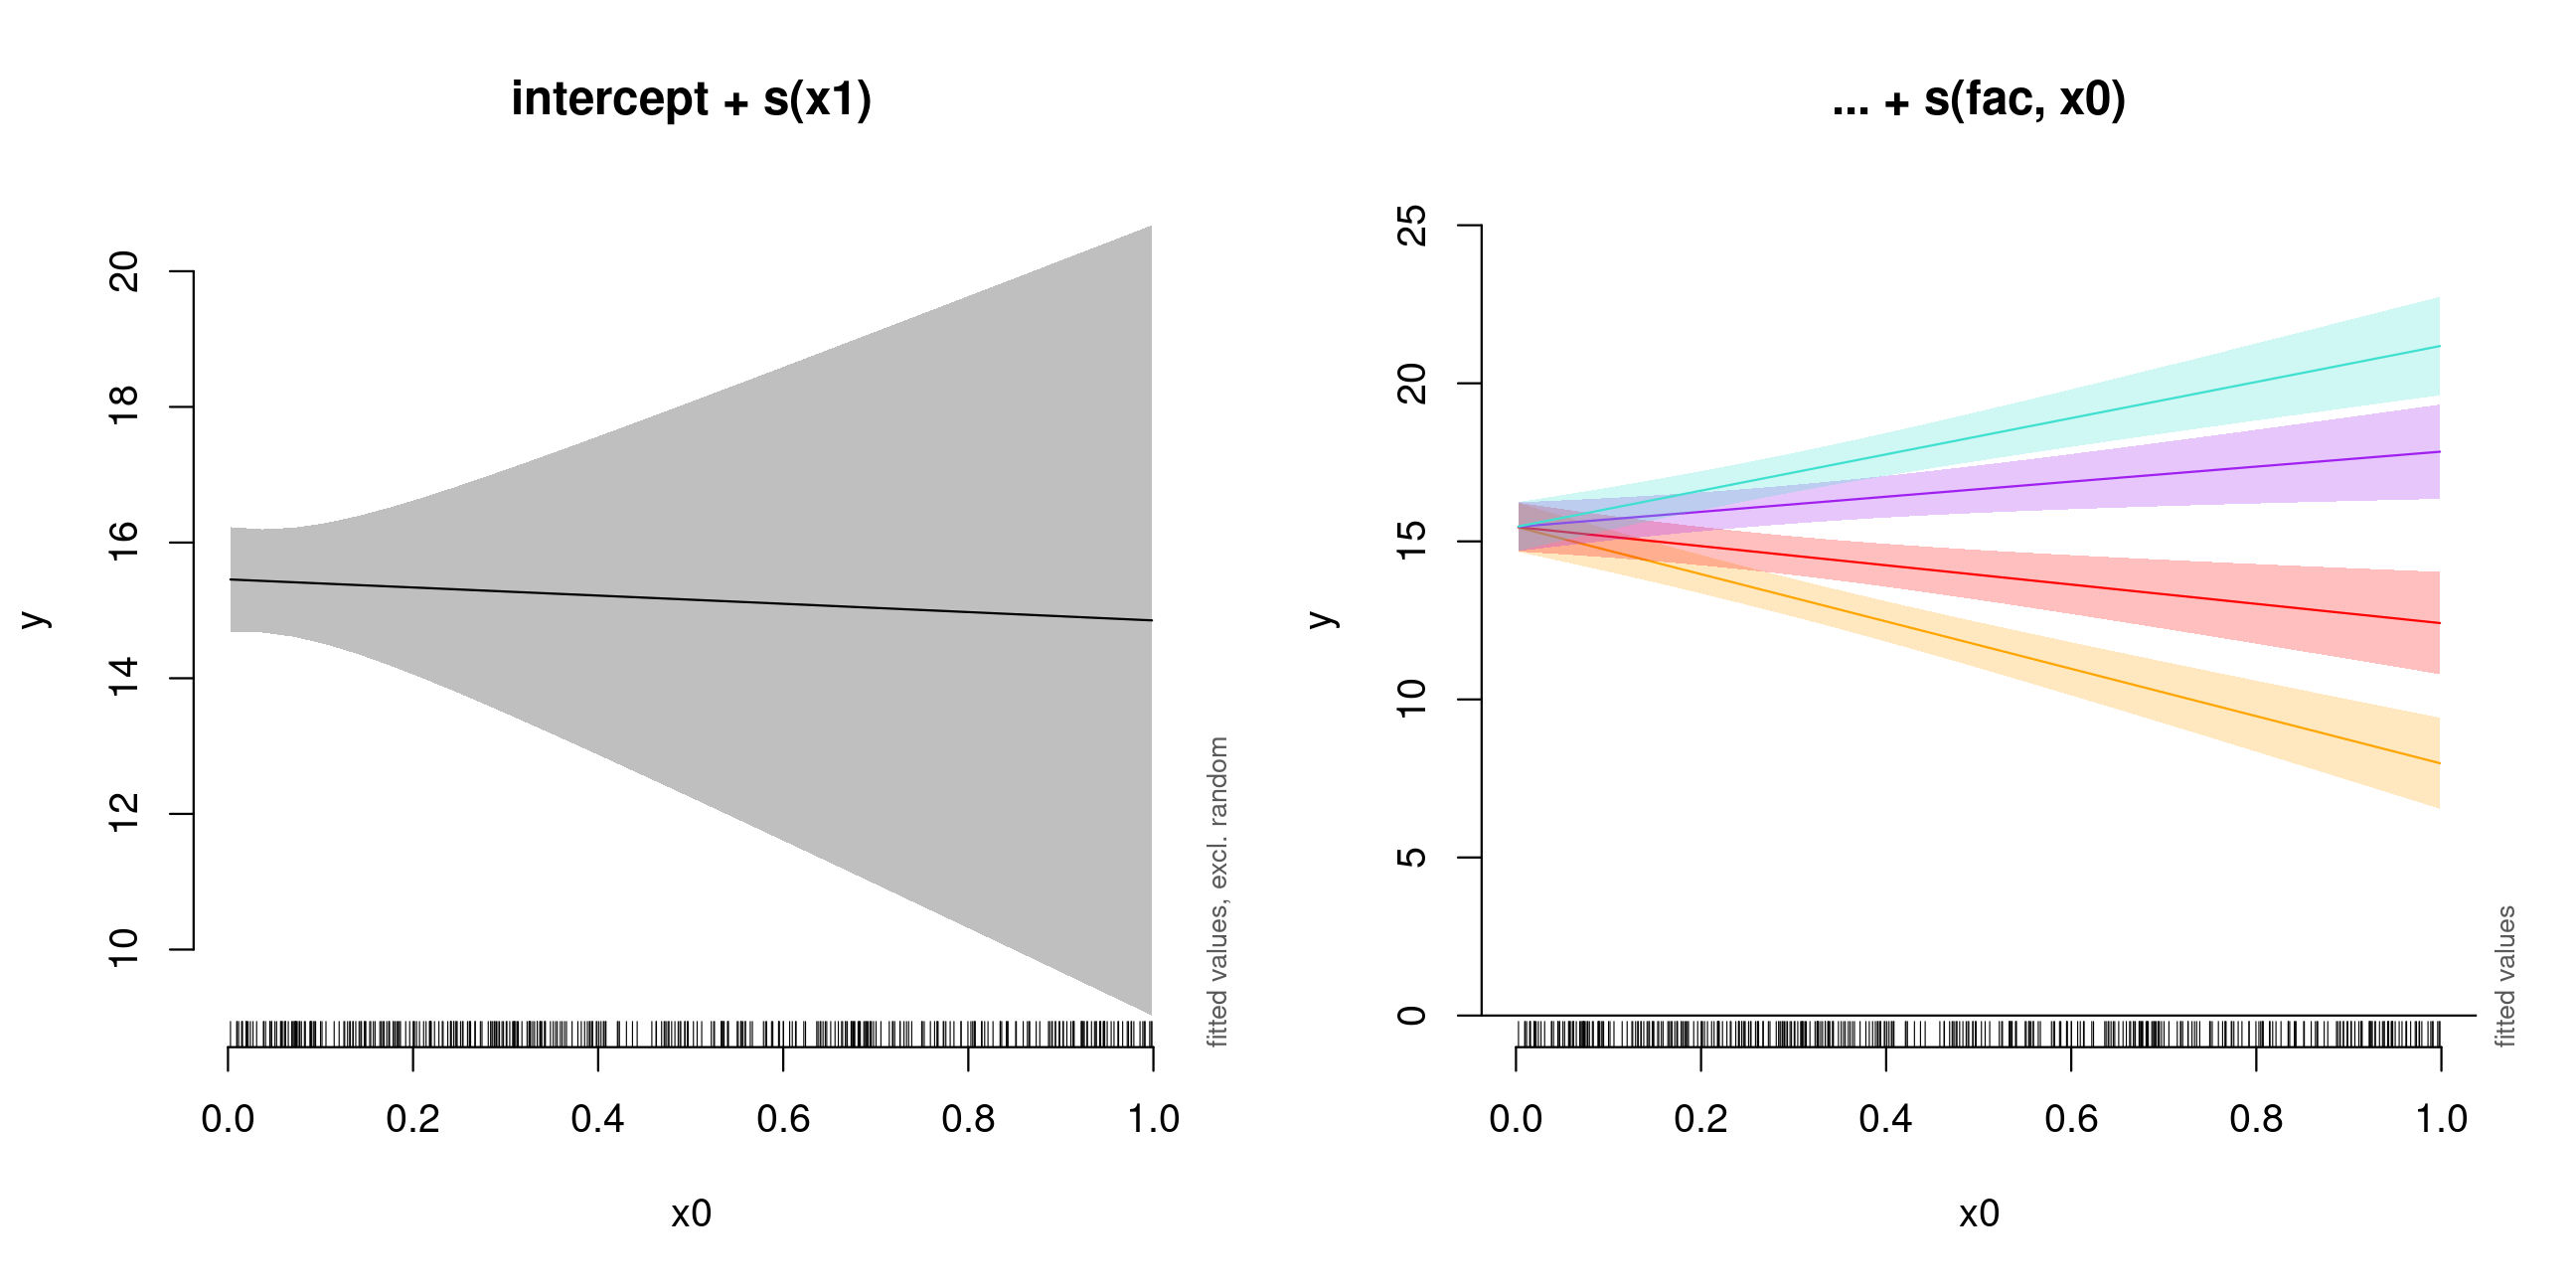 intercept + s(x1)
y
20
18
16
14
12
10
0.0 0.2 0.4 0.6 0.8 1.0
x0
fitted values, excl. random
... + s(fac, x0)
y
25
20
15
10
5
0
0.0 0.2 0.4 0.6 0.8 1.0
x0
fitted values